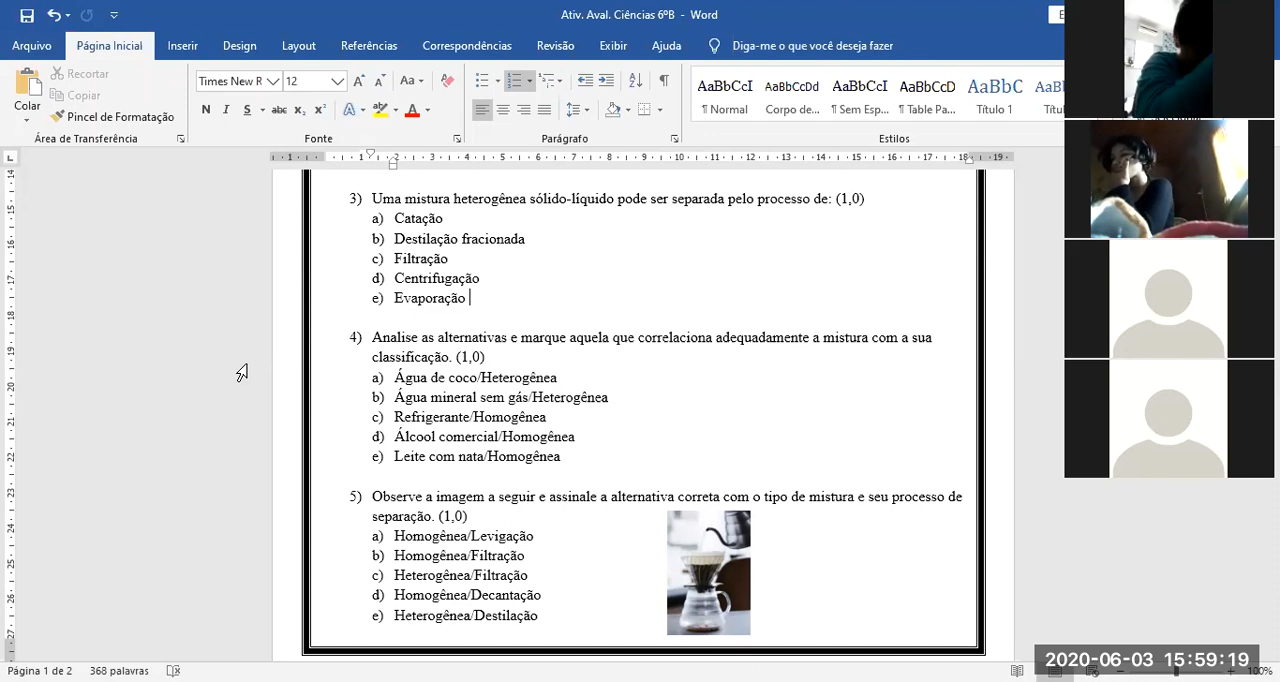 Ativ. Aval. Ciências 6ºB - Word
Arquivo Página Inicial Inserir Design Layout Referências Correspondências Revisão Exibir Ajuda Diga-me o que você deseja fazer
Colar
Recortar
Copiar
Pincel de Formatação
Área de Transferência
Times New R 12
Fonte
Parágrafo
AaBbCcI AaBbCcDd AaBbCcI AaBbCcD AaBbC AaBbC
¶ Normal Corpo de... ¶ Sem Esp... ¶ Table Pa... Título 1
Estilos
3) Uma mistura heterogênea sólido-líquido pode ser separada pelo processo de: (1,0)
a) Catação
b) Destilação fracionada
c) Filtração
d) Centrifugação
e) Evaporação
4) Analise as alternativas e marque aquela que correlaciona adequadamente a mistura com a sua
classificação. (1,0)
a) Água de coco/Heterogênea
b) Água mineral sem gás/Heterogênea
c) Refrigerante/Homogênea
d) Álcool comercial/Homogênea
e) Leite com nata/Homogênea
5) Observe a imagem a seguir e assinale a alternativa correta com o tipo de mistura e seu processo de
separação. (1,0)
a) Homogênea/Levigação
b) Homogênea/Filtração
c) Heterogênea/Filtração
d) Homogênea/Decantação
e) Heterogênea/Destilação
Página 1 de 2 368 palavras
2020-06-03 15:59:19
100%